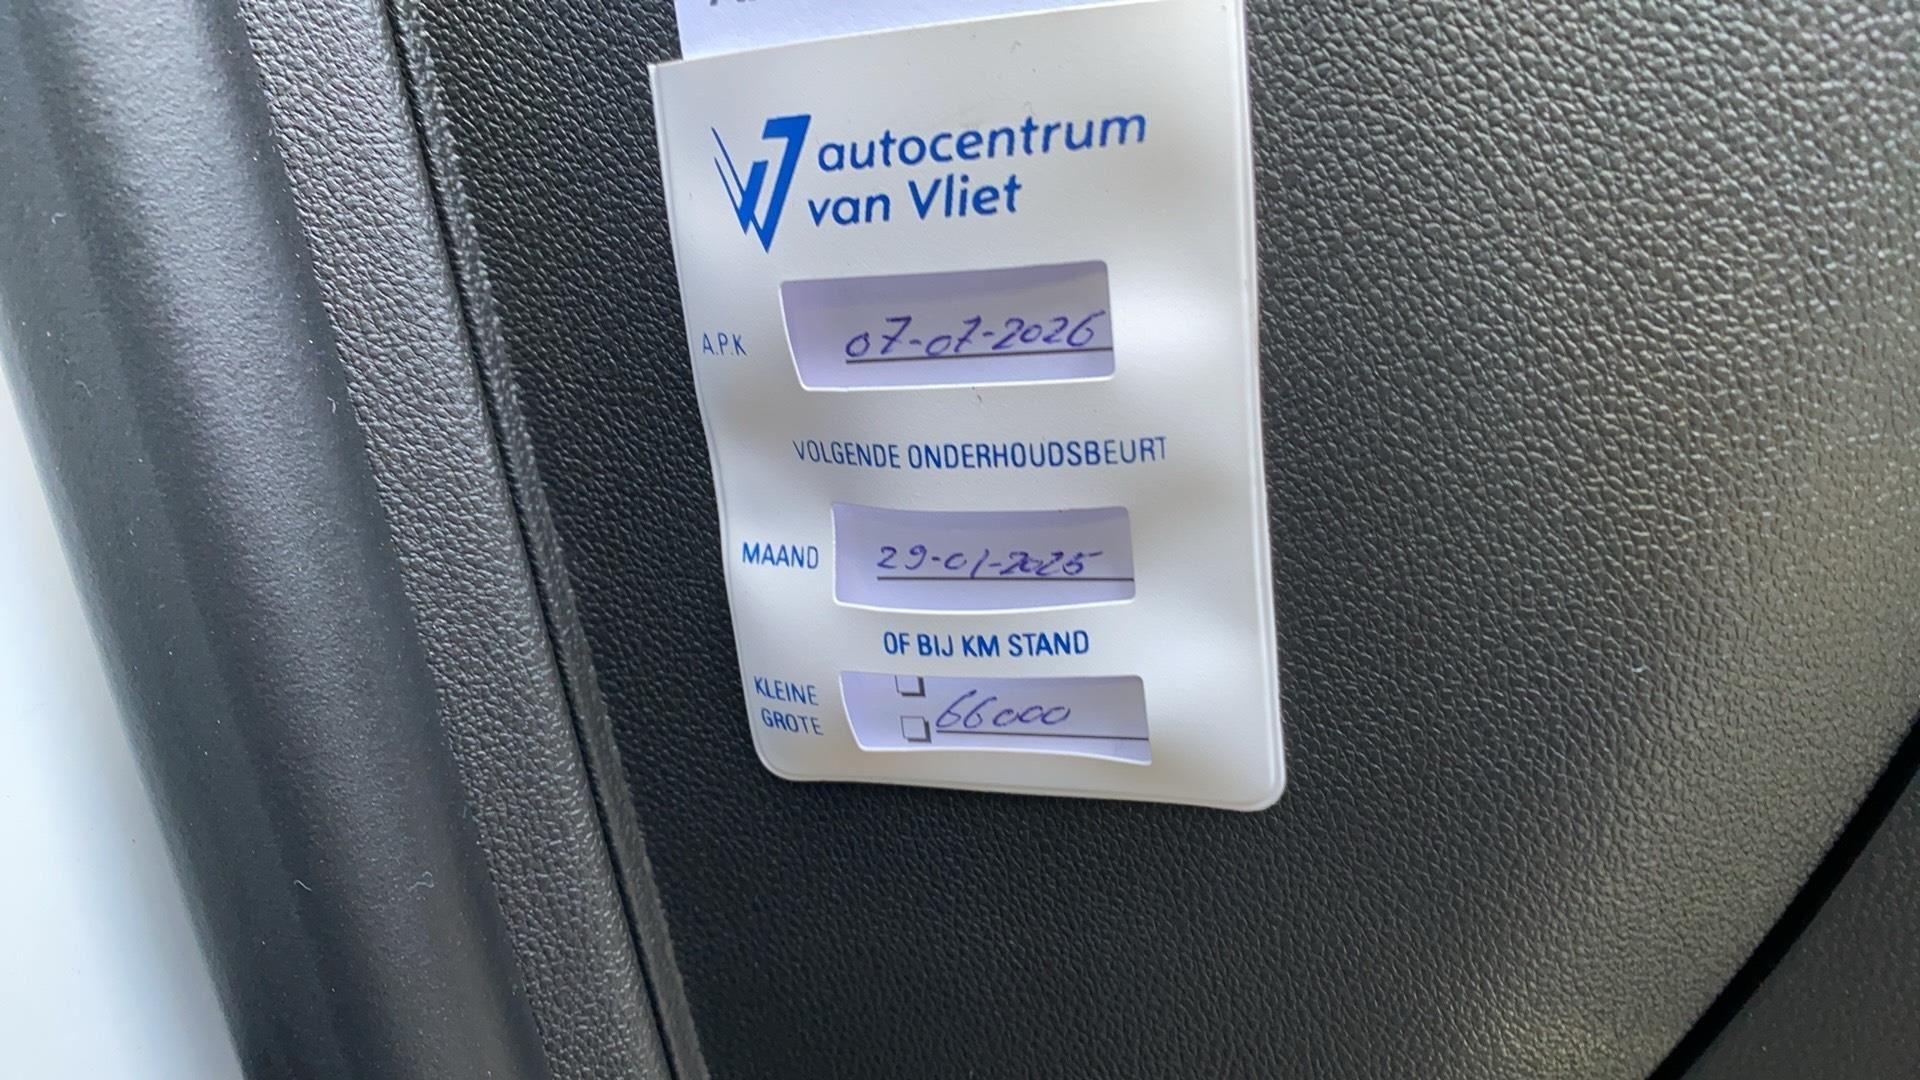 autocentrum
van Vliet
A.P.K 07-07-2026
VOLGENDE ONDERHOUDSBEURT
MAAND 29-01-2025
OF BIJ KM STAND
KLEINE
GROTE 66000